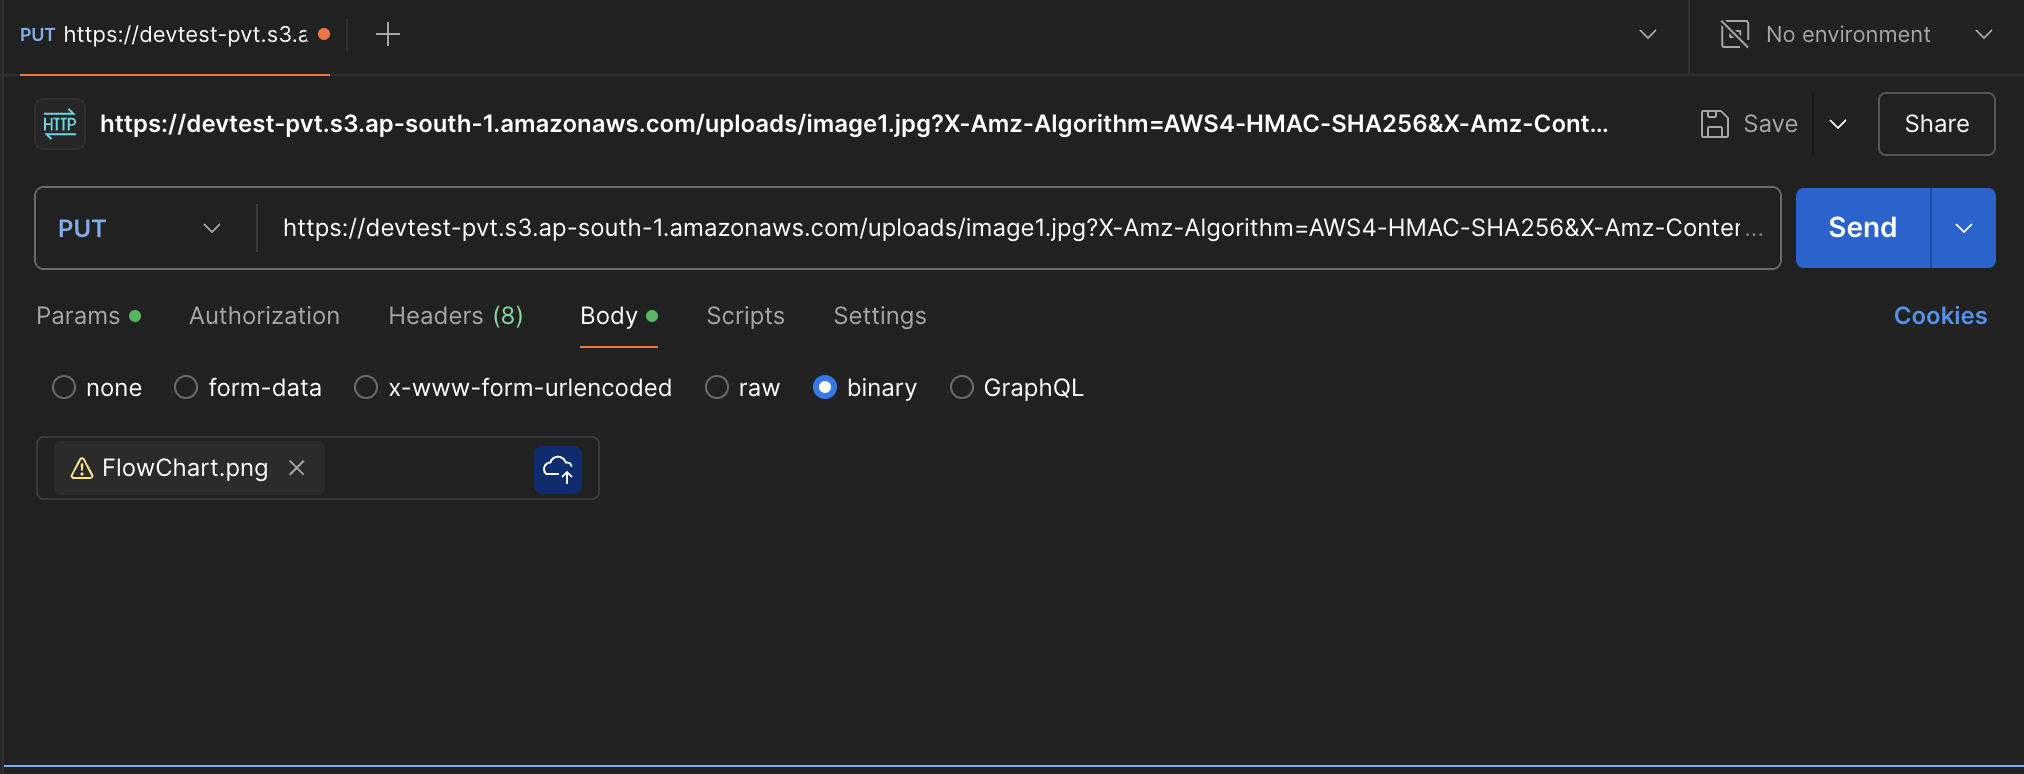 PUT https://devtest-pvt.s3.a
No environment
HTTP https://devtest-pvt.s3.ap-south-1.amazonaws.com/uploads/image1.jpg?X-Amz-Algorithm=AWS4-HMAC-SHA256&X-Amz-Cont... Save Share
PUT https://devtest-pvt.s3.ap-south-1.amazonaws.com/uploads/image1.jpg?X-Amz-Algorithm=AWS4-HMAC-SHA256&X-Amz-Conter... Send
Params Authorization Headers (8) Body Scripts Settings Cookies
none form-data x-www-form-urlencoded raw binary GraphQL
FlowChart.png